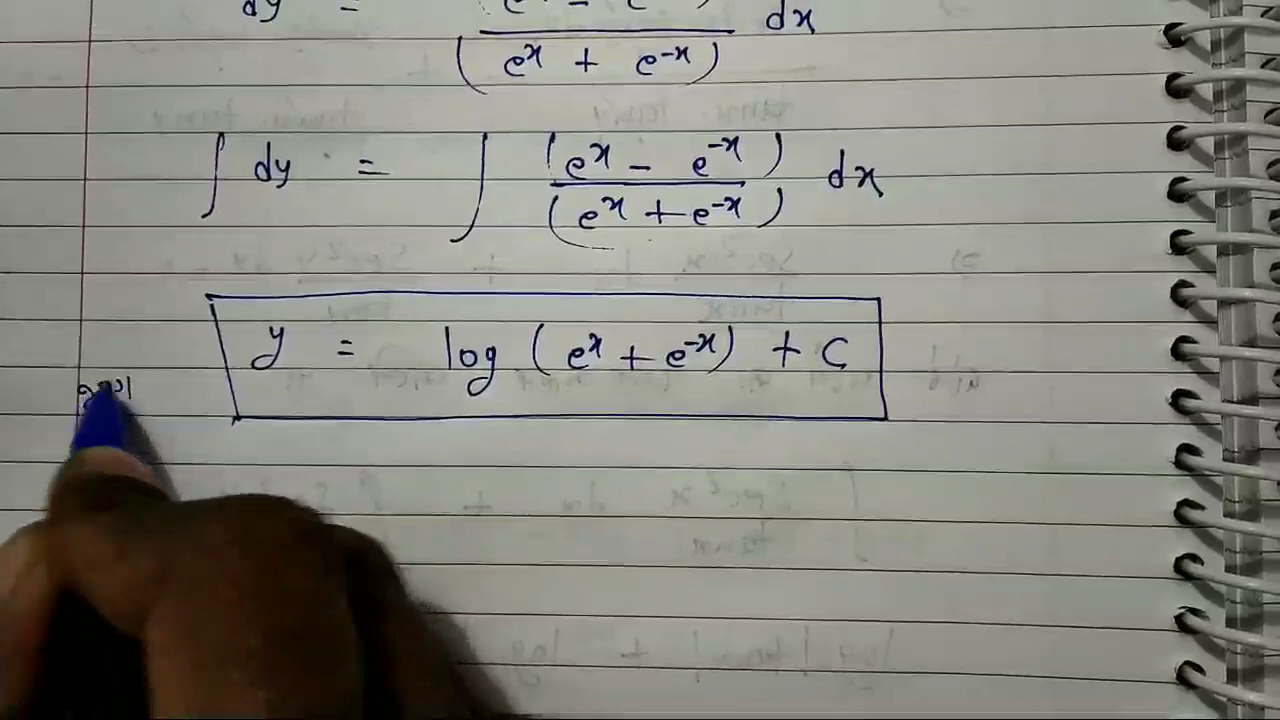 dy = (e^x - e^-x) dx
(e^x + e^-x)
∫ dy = ∫ (e^x - e^-x) / (e^x + e^-x) dx
y = log (e^x + e^-x) + C